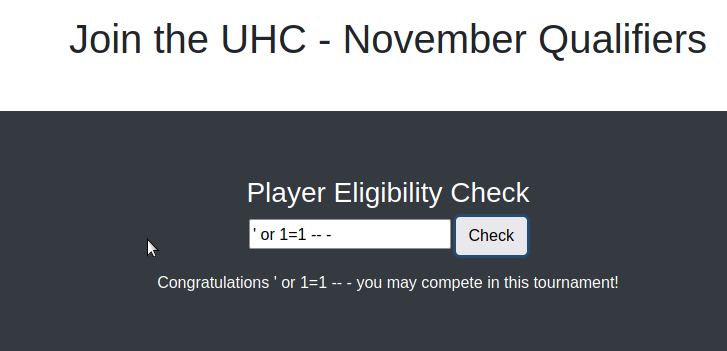 Join the UHC - November Qualifiers
Player Eligibility Check
' or 1=1 -- - Check
Congratulations ' or 1=1 -- - you may compete in this tournament!